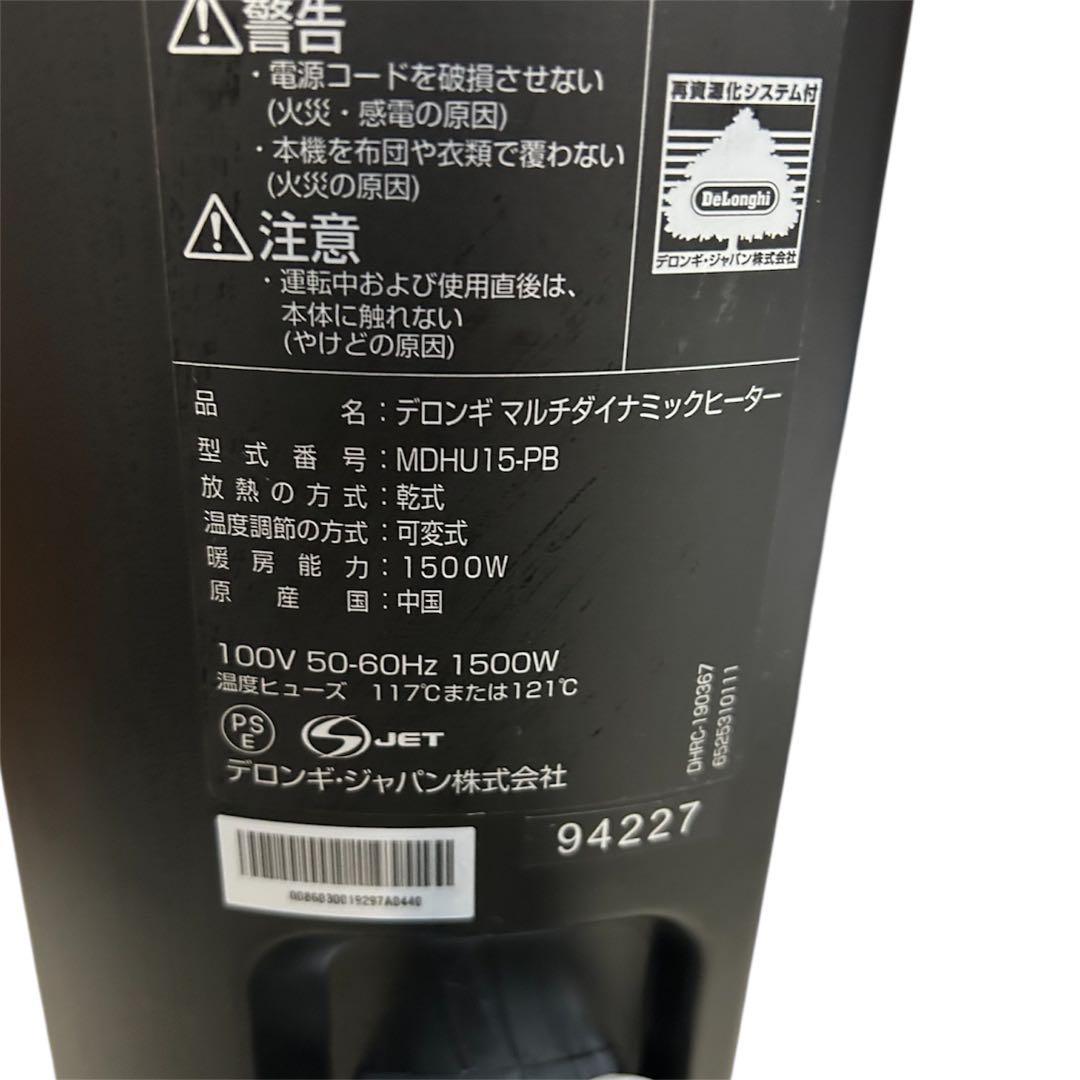 警告
・電源コードを破損させない
(火災・感電の原因)
・本機を布団や衣類で覆わない
(火災の原因)
注意
・運転中および使用直後は、
本体に触れない
(やけどの原因)
再資源化システム付
DeLonghi
デロンギ・ジャパン株式会社
品名：デロンギ マルチダイナミックヒーター
型式番号：MDHU15-PB
放熱の方式：乾式
温度調節の方式：可変式
暖房能力：1500W
原産国：中国
100V 50-60Hz 1500W
温度ヒューズ 117℃または121℃
PSE
JET
デロンギ・ジャパン株式会社
DHRC-190367
6525310111
94227